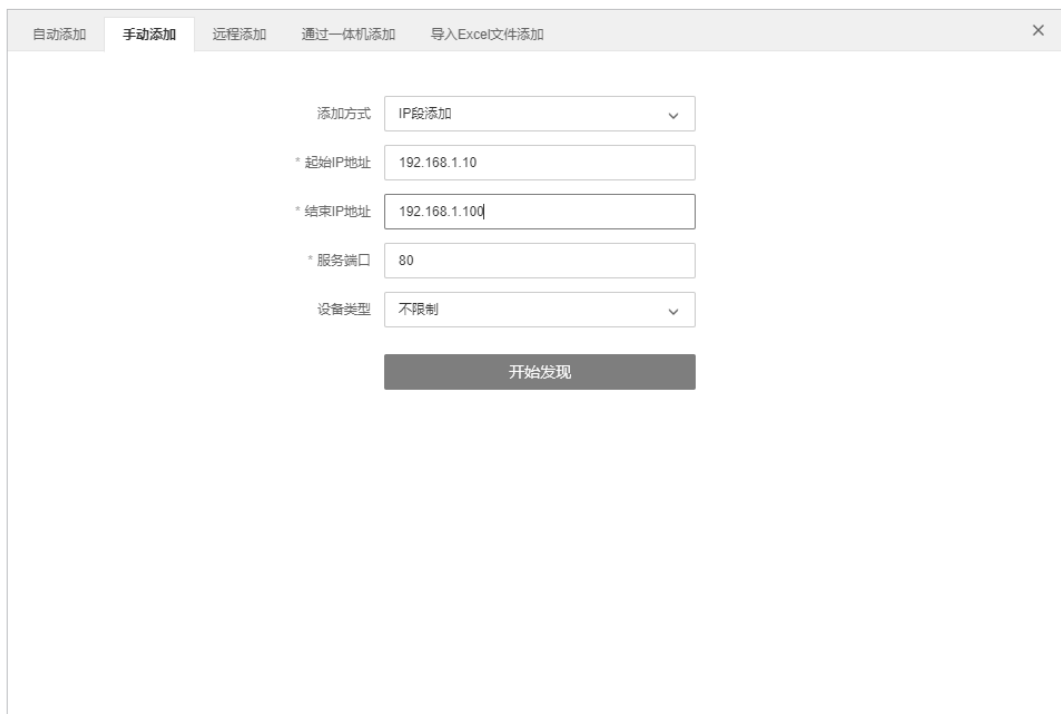 自动添加 手动添加 远程添加 通过一体机添加 导入Excel文件添加 ×
添加方式 IP段添加
* 起始IP地址 192.168.1.10
* 结束IP地址 192.168.1.100
* 服务端口 80
设备类型 不限制
开始发现